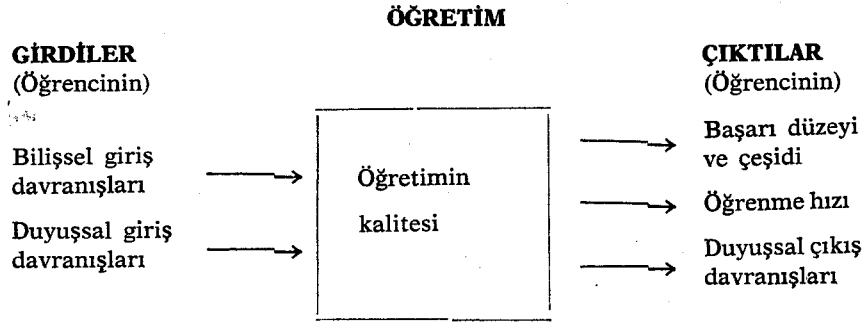 ÖĞRETİM
GİRDİLER
(Öğrencinin)
Bilişsel giriş
davranışları
Duyuşsal giriş
davranışları
Öğretimin
kalitesi
ÇIKTILAR
(Öğrencinin)
Başarı düzeyi
ve çeşidi
Öğrenme hızı
Duyuşsal çıkış
davranışları